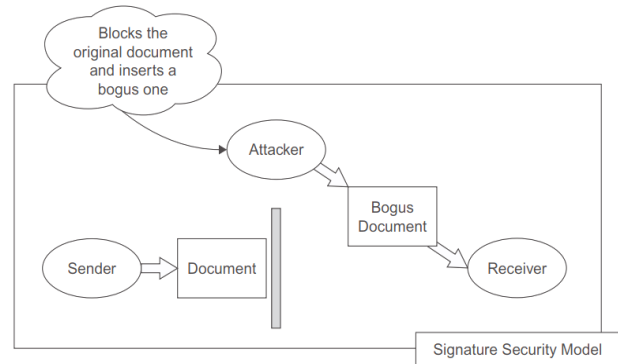 Blocks the
original document
and inserts a
bogus one
Attacker
Bogus
Document
Sender
Document
Receiver
Signature Security Model